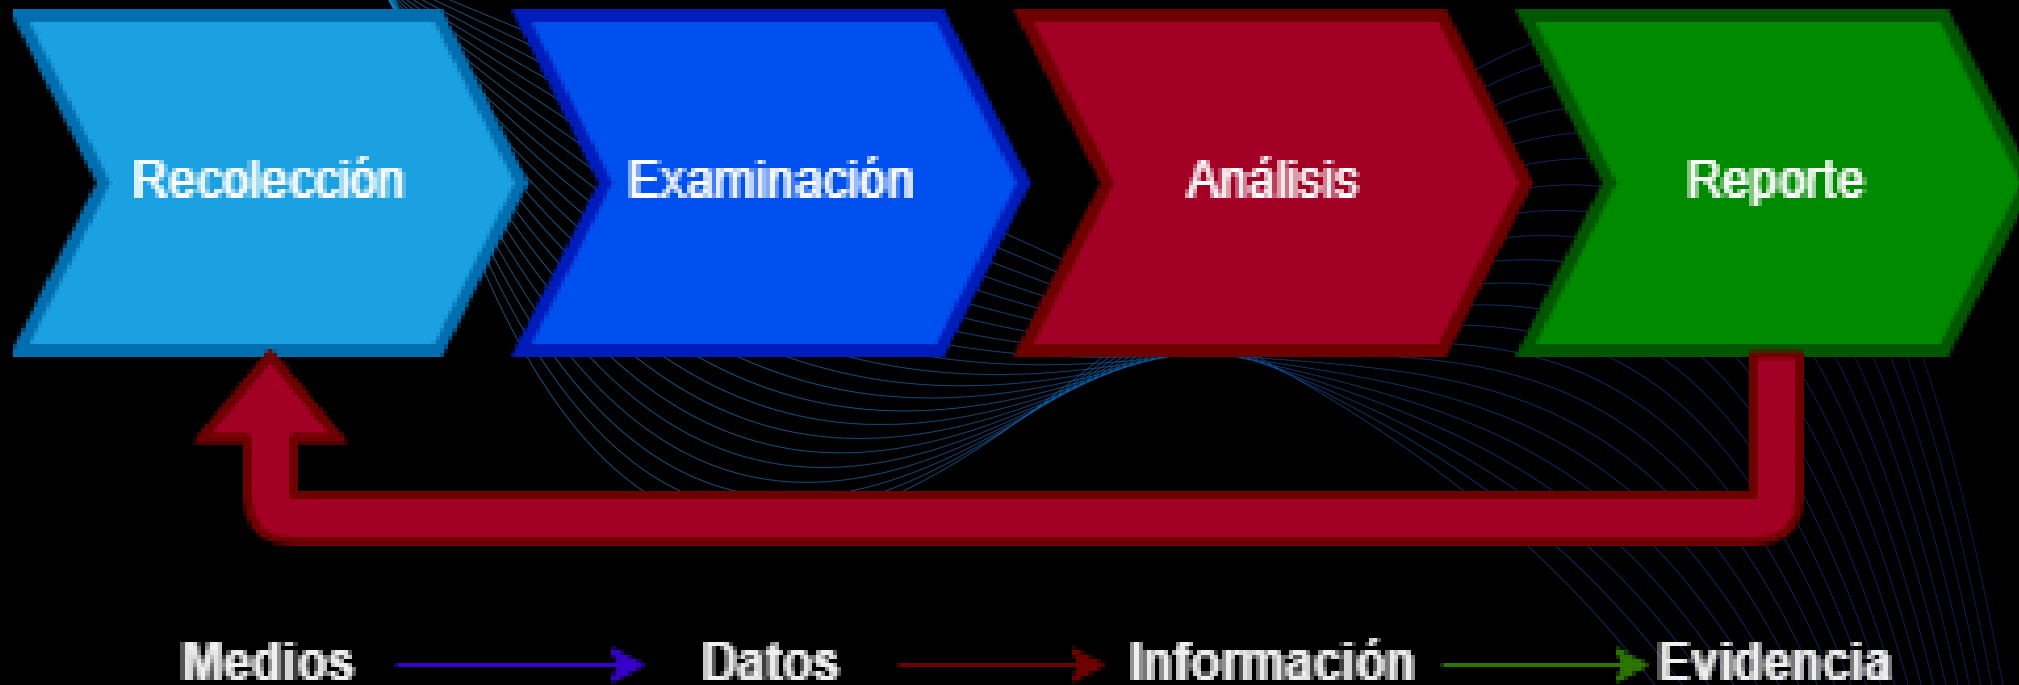 Recolección
Examinación
Análisis
Reporte
Medios
Datos
Información
Evidencia